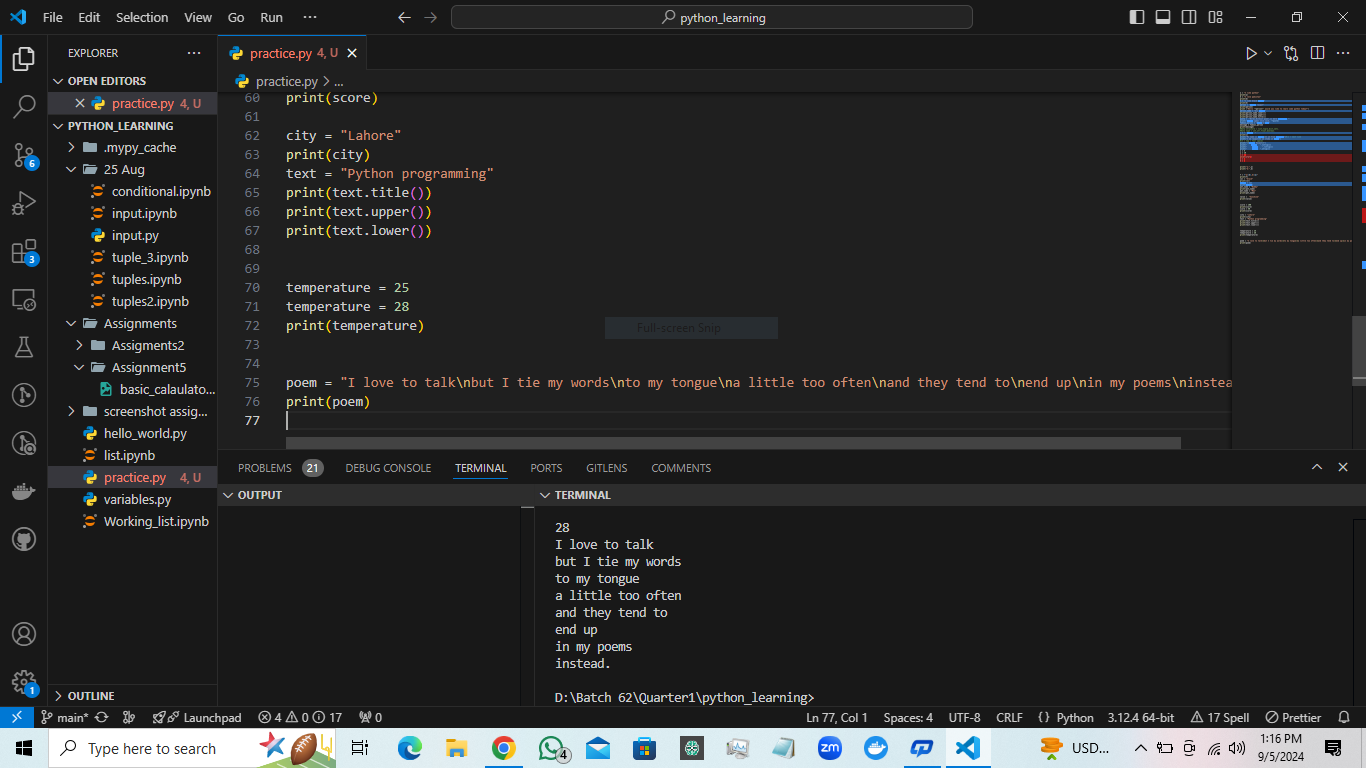 File Edit Selection View Go Run ··· python_learning
EXPLORER ···
OPEN EDITORS
practice.py 4, U
PYTHON_LEARNING
.mypy_cache
25 Aug
conditional.ipynb
input.ipynb
input.py
tuple_3.ipynb
tuples.ipynb
tuples2.ipynb
Assignments
Assigments2
Assignment5
basic_calaulato...
screenshot assig...
hello_world.py
list.ipynb
practice.py 4, U
variables.py
Working_list.ipynb
OUTLINE
6
3
1
practice.py 4, U
practice.py > ...
60 print(score)
61
62 city = "Lahore"
63 print(city)
64 text = "Python programming"
65 print(text.title())
66 print(text.upper())
67 print(text.lower())
68
69
70 temperature = 25
71 temperature = 28
72 print(temperature)
73
74
75 poem = "I love to talk\nbut I tie my words\nto my tongue\na little too often\nand they tend to\nend up\nin my poems\ninstea
76 print(poem)
77
Full-screen Snip
PROBLEMS 21 DEBUG CONSOLE TERMINAL PORTS GITLENS COMMENTS
OUTPUT
TERMINAL
28
I love to talk
but I tie my words
to my tongue
a little too often
and they tend to
end up
in my poems
instead.
D:\Batch 62\Quarter1\python_learning>
main* Launchpad 4 0 17 0 Ln 77, Col 1 Spaces: 4 UTF-8 CRLF {} Python 3.12.4 64-bit 17 Spell Prettier
Type here to search 4 zm USD... 1:16 PM
9/5/2024